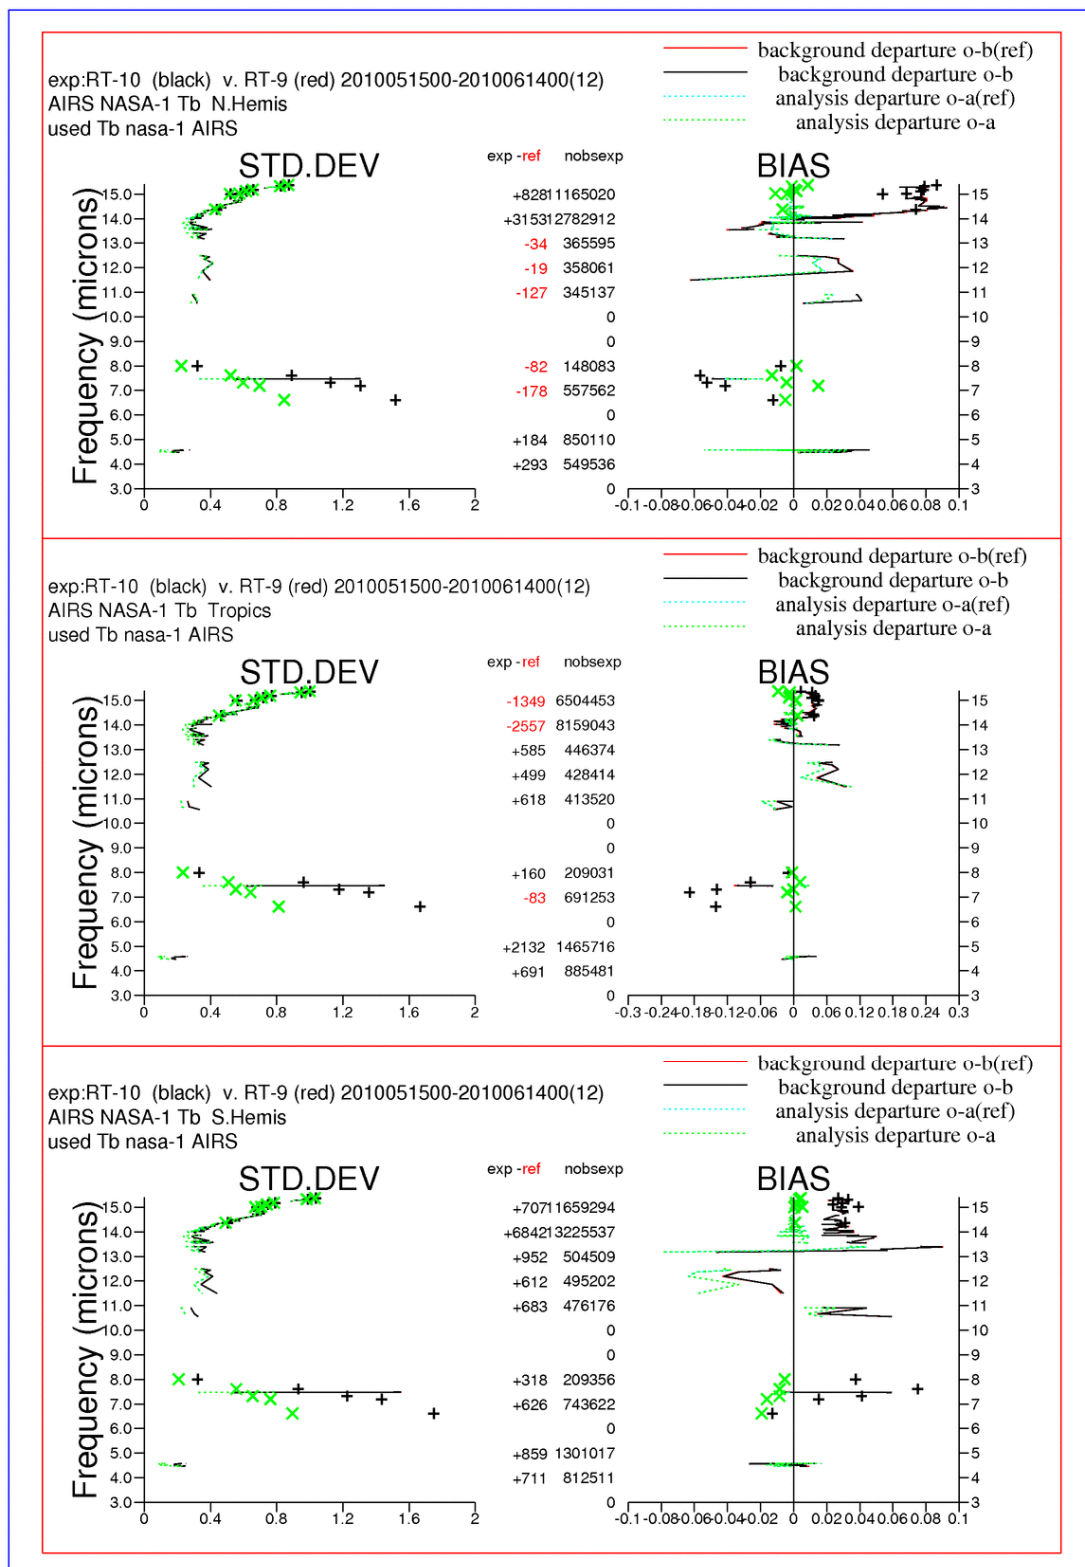 background departure o-b(ref)
exp:RT-10 (black) v. RT-9 (red) 2010051500-2010061400(12)
background departure o-b
AIRS NASA-1 Tb N.Hemis
analysis departure o-a(ref)
used Tb nasa-1 AIRS
analysis departure o-a
STD.DEV
exp -ref nobsexp
BIAS
Frequency (microns)
15.0 +828 11165020 15
14.0 +3153 12782912 14
13.0 -34 365595 13
12.0 -19 358061 12
11.0 -127 345137 11
10.0 0 10
9.0 0 9
8.0 -82 148083 8
7.0 -178 557562 7
6.0 0 6
5.0 +184 850110 5
4.0 +293 549536 4
3.0 0 3
0 0.4 0.8 1.2 1.6 2 -0.1 -0.08 -0.06 -0.04 -0.02 0 0.02 0.04 0.06 0.08 0.1
background departure o-b(ref)
exp:RT-10 (black) v. RT-9 (red) 2010051500-2010061400(12)
background departure o-b
AIRS NASA-1 Tb Tropics
analysis departure o-a(ref)
used Tb nasa-1 AIRS
analysis departure o-a
STD.DEV
exp -ref nobsexp
BIAS
Frequency (microns)
15.0 -1349 6504453 15
14.0 -2557 8159043 14
13.0 +585 446374 13
12.0 +499 428414 12
11.0 +618 413520 11
10.0 0 10
9.0 0 9
8.0 +160 209031 8
7.0 -83 691253 7
6.0 0 6
5.0 +2132 1465716 5
4.0 +691 885481 4
3.0 0 3
0 0.4 0.8 1.2 1.6 2 -0.3 -0.24 -0.18 -0.12 -0.06 0 0.06 0.12 0.18 0.24 0.3
background departure o-b(ref)
exp:RT-10 (black) v. RT-9 (red) 2010051500-2010061400(12)
background departure o-b
AIRS NASA-1 Tb S.Hemis
analysis departure o-a(ref)
used Tb nasa-1 AIRS
analysis departure o-a
STD.DEV
exp -ref nobsexp
BIAS
Frequency (microns)
15.0 +707 11659294 15
14.0 +6842 13225537 14
13.0 +952 504509 13
12.0 +612 495202 12
11.0 +683 476176 11
10.0 0 10
9.0 0 9
8.0 +318 209356 8
7.0 +626 743622 7
6.0 0 6
5.0 +859 1301017 5
4.0 +711 812511 4
3.0 0 3
0 0.4 0.8 1.2 1.6 2 -0.1 -0.08 -0.06 -0.04 -0.02 0 0.02 0.04 0.06 0.08 0.1